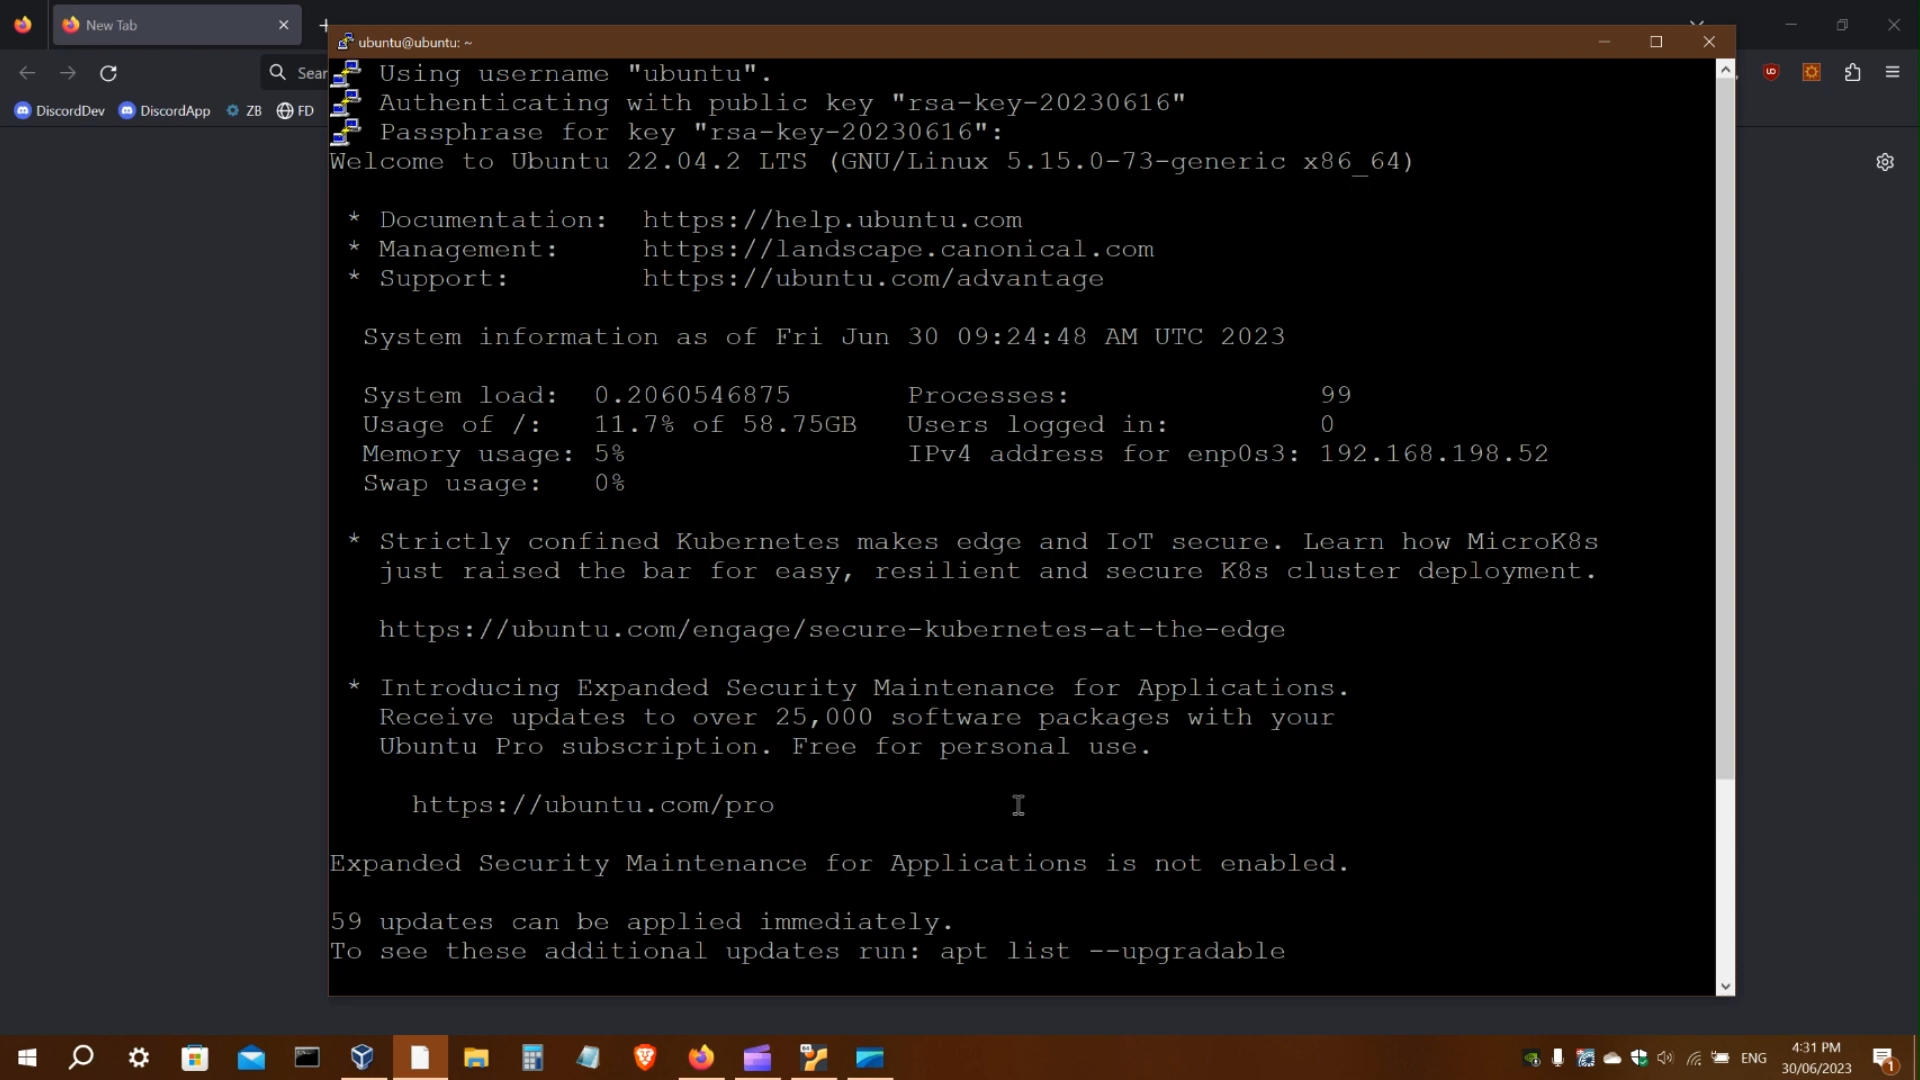 New Tab
ubuntu@ubuntu: ~
Sear
DiscordDev DiscordApp ZB FD
Using username "ubuntu".
Authenticating with public key "rsa-key-20230616"
Passphrase for key "rsa-key-20230616":
Welcome to Ubuntu 22.04.2 LTS (GNU/Linux 5.15.0-73-generic x86_64)
* Documentation: https://help.ubuntu.com
* Management: https://landscape.canonical.com
* Support: https://ubuntu.com/advantage
System information as of Fri Jun 30 09:24:48 AM UTC 2023
System load: 0.2060546875 Processes: 99
Usage of /: 11.7% of 58.75GB Users logged in: 0
Memory usage: 5% IPv4 address for enp0s3: 192.168.198.52
Swap usage: 0%
* Strictly confined Kubernetes makes edge and IoT secure. Learn how MicroK8s
just raised the bar for easy, resilient and secure K8s cluster deployment.
https://ubuntu.com/engage/secure-kubernetes-at-the-edge
* Introducing Expanded Security Maintenance for Applications.
Receive updates to over 25,000 software packages with your
Ubuntu Pro subscription. Free for personal use.
https://ubuntu.com/pro
Expanded Security Maintenance for Applications is not enabled.
59 updates can be applied immediately.
To see these additional updates run: apt list --upgradable
ENG
4:31 PM
30/06/2023
1